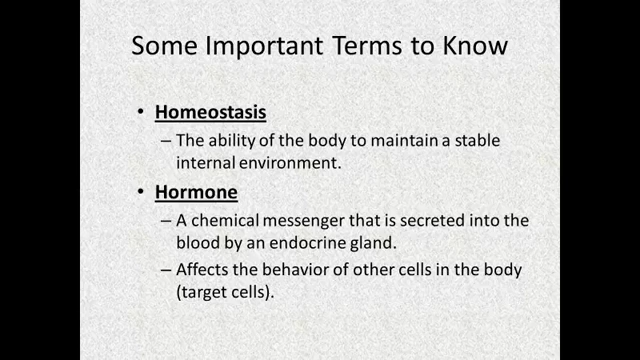 Some Important Terms to Know
• Homeostasis
– The ability of the body to maintain a stable
internal environment.
• Hormone
– A chemical messenger that is secreted into the
blood by an endocrine gland.
– Affects the behavior of other cells in the body
(target cells).